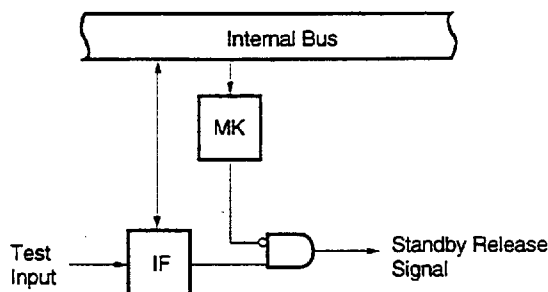 Internal Bus
MK
Test
Input
IF
Standby Release
Signal